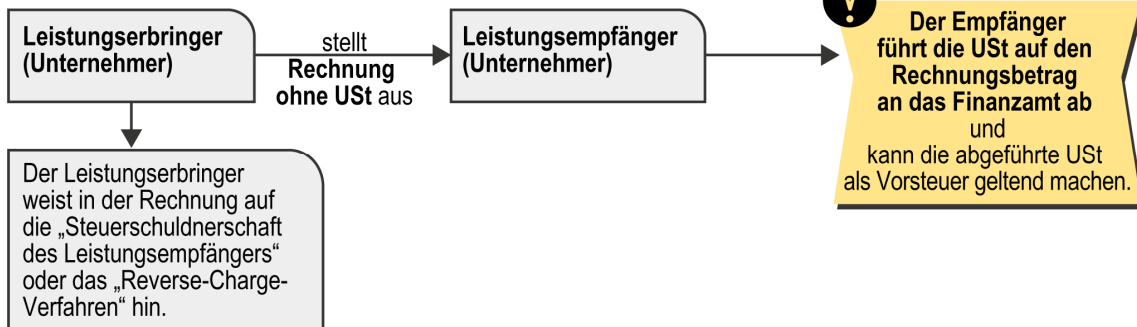 Leistungserbringer
(Unternehmer)
stellt
Rechnung
ohne USt aus
Leistungsempfänger
(Unternehmer)
!
Der Empfänger
führt die USt auf den
Rechnungsbetrag
an das Finanzamt ab
und
kann die abgeführte USt
als Vorsteuer geltend machen.
Der Leistungserbringer
weist in der Rechnung auf
die „Steuerschuldnerschaft
des Leistungsempfängers“
oder das „Reverse-Charge-
Verfahren“ hin.